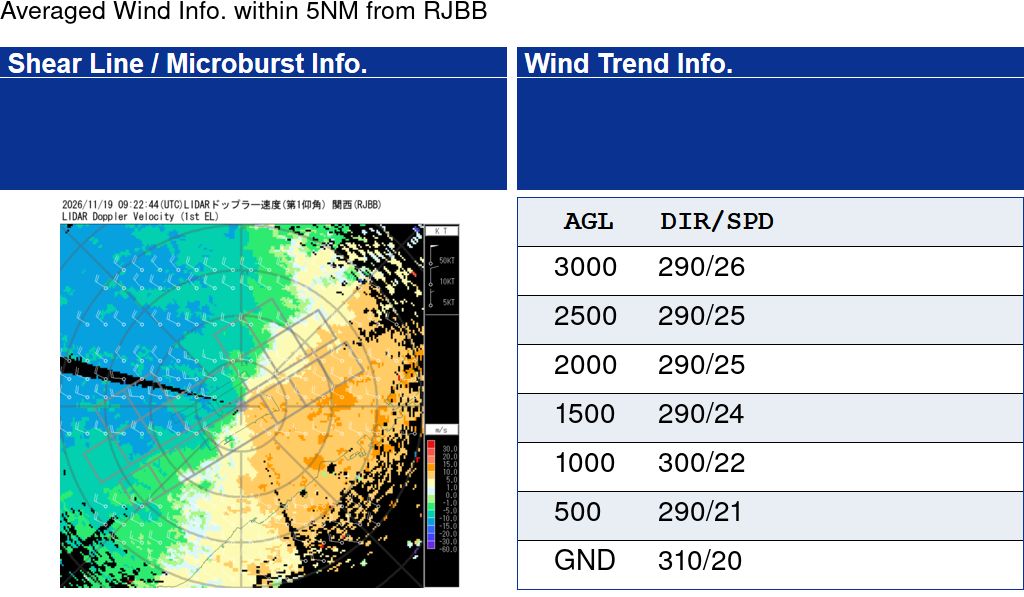 Averaged Wind Info. within 5NM from RJBB
Shear Line / Microburst Info.
Wind Trend Info.
2026/11/19 09:22:44(UTC)LIDARドップラー速度(第1仰角) 関西(RJBB)
LIDAR Doppler Velocity (1st EL)
KT
50KT
10KT
5KT
m/s
30.0
20.0
15.0
10.0
5.0
1.0
0.0
-1.0
-5.0
-10.0
-15.0
-20.0
-30.0
-60.0
AGL DIR/SPD
3000 290/26
2500 290/25
2000 290/25
1500 290/24
1000 300/22
500 290/21
GND 310/20